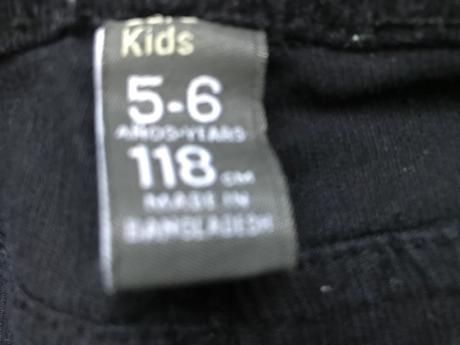 Kids
5-6
AÑOS-YEARS
118 CM
MADE IN
BANGLADESH